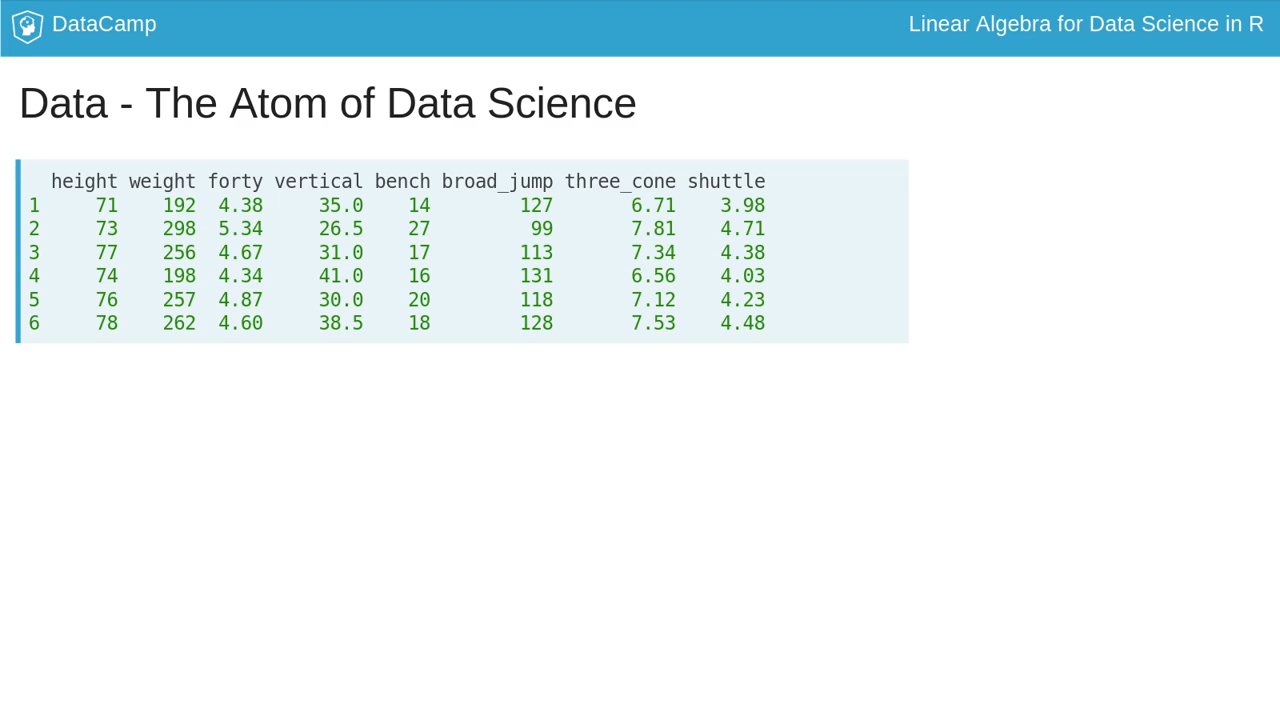 DataCamp
Linear Algebra for Data Science in R
Data - The Atom of Data Science
height weight forty vertical bench broad_jump three_cone shuttle
1 71 192 4.38 35.0 14 127 6.71 3.98
2 73 298 5.34 26.5 27 99 7.81 4.71
3 77 256 4.67 31.0 17 113 7.34 4.38
4 74 198 4.34 41.0 16 131 6.56 4.03
5 76 257 4.87 30.0 20 118 7.12 4.23
6 78 262 4.60 38.5 18 128 7.53 4.48